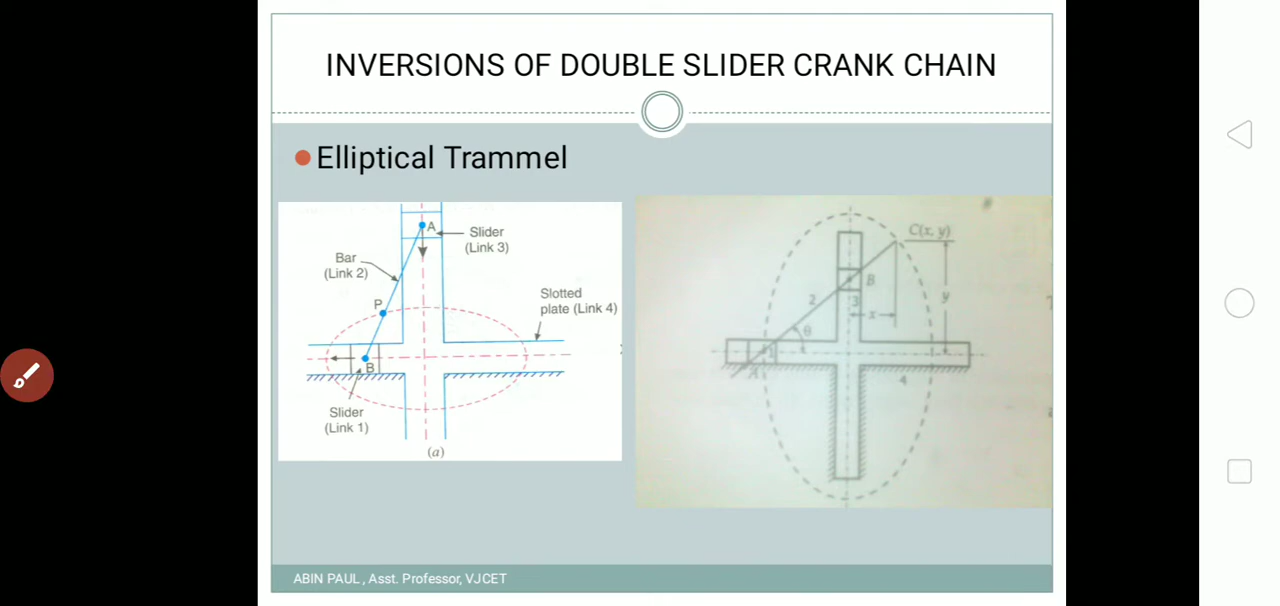 INVERSIONS OF DOUBLE SLIDER CRANK CHAIN
Elliptical Trammel
A
Slider
(Link 3)
Bar
(Link 2)
P
Slotted
plate (Link 4)
B
Slider
(Link 1)
(a)
C(x, y)
B
2
3
x
y
θ
1
A
4
ABIN PAUL , Asst. Professor, VJCET